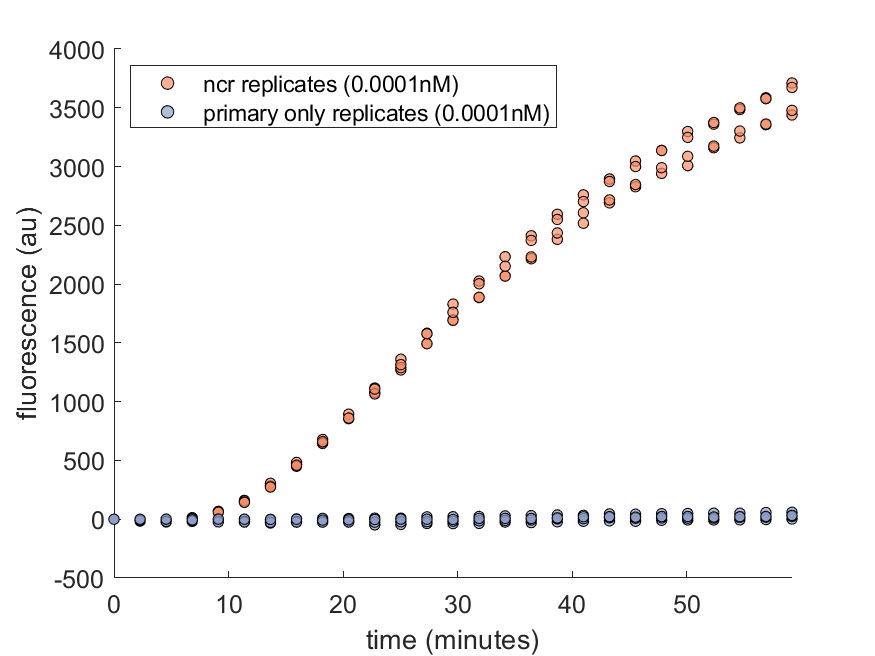 4000
3500
3000
2500
2000
1500
1000
500
0
-500
fluorescence (au)
ncr replicates (0.0001nM)
primary only replicates (0.0001nM)
0 10 20 30 40 50
time (minutes)